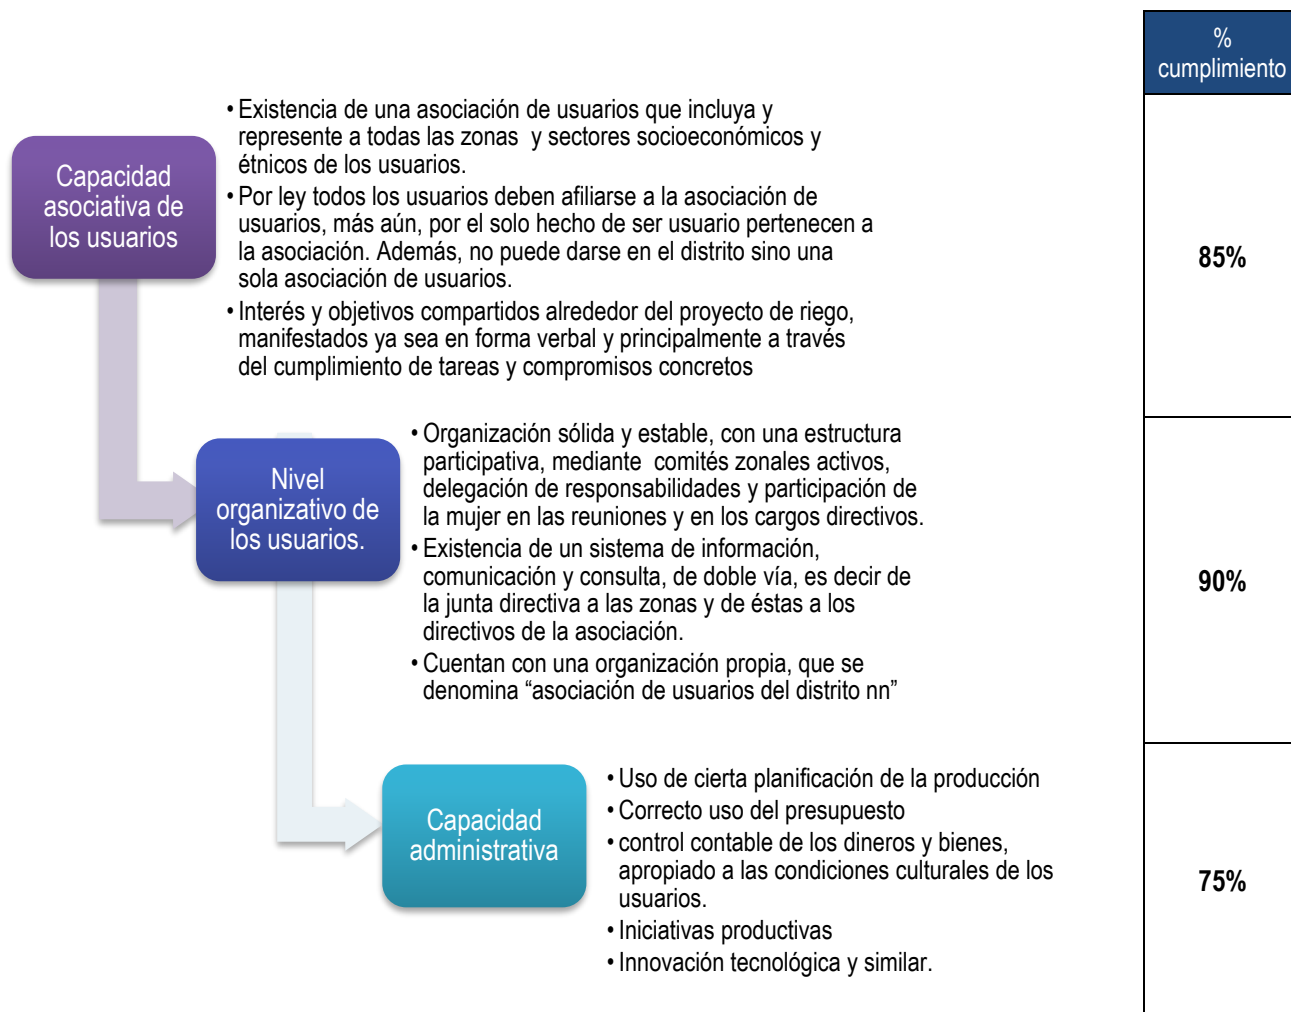 %
cumplimiento
• Existencia de una asociación de usuarios que incluya y
represente a todas las zonas y sectores socioeconómicos y
étnicos de los usuarios.
• Por ley todos los usuarios deben afiliarse a la asociación de
usuarios, más aún, por el solo hecho de ser usuario pertenecen a
la asociación. Además, no puede darse en el distrito sino una
sola asociación de usuarios.
• Interés y objetivos compartidos alrededor del proyecto de riego,
manifestados ya sea en forma verbal y principalmente a través
del cumplimiento de tareas y compromisos concretos
Capacidad
asociativa de
los usuarios
85%
• Organización sólida y estable, con una estructura
participativa, mediante comités zonales activos,
delegación de responsabilidades y participación de
la mujer en las reuniones y en los cargos directivos.
• Existencia de un sistema de información,
comunicación y consulta, de doble vía, es decir de
la junta directiva a las zonas y de éstas a los
directivos de la asociación.
• Cuentan con una organización propia, que se
denomina “asociación de usuarios del distrito nn”
Nivel
organizativo de
los usuarios.
90%
• Uso de cierta planificación de la producción
• Correcto uso del presupuesto
• control contable de los dineros y bienes,
apropiado a las condiciones culturales de los
usuarios.
• Iniciativas productivas
• Innovación tecnológica y similar.
Capacidad
administrativa
75%